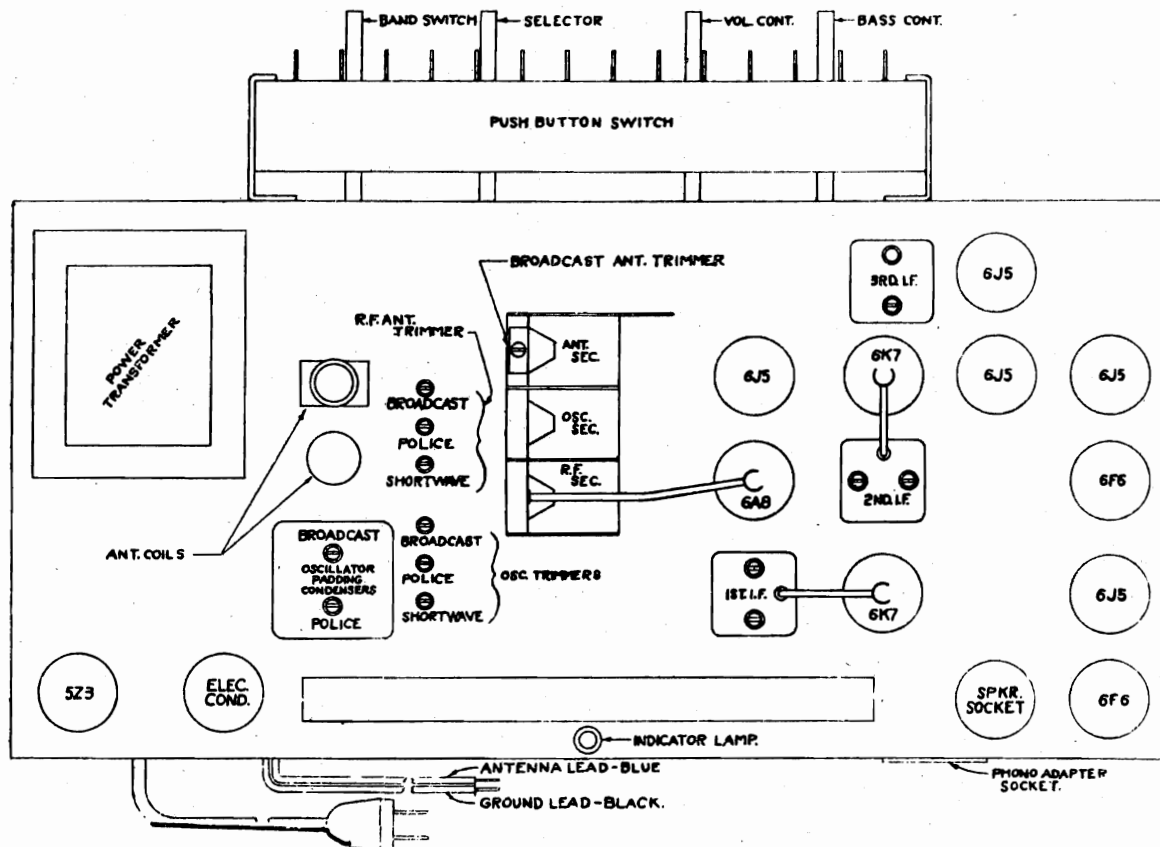 BAND SWITCH
SELECTOR
VOL. CONT.
BASS CONT.
PUSH BUTTON SWITCH
BROADCAST ANT. TRIMMER
3RD. I.F.
6J5
POWER
TRANSFORMER
R.F. ANT.
TRIMMER
ANT.
SEC.
6J5
6K7
6J5
6J5
BROADCAST
POLICE
SHORTWAVE
OSC.
SEC.
R.F.
SEC.
6A8
2ND. I.F.
6F6
ANT. COILS
BROADCAST
OSCILLATOR
PADDING
CONDENSERS
POLICE
BROADCAST
POLICE
SHORTWAVE
OSC. TRIMMERS
1ST. I.F.
6K7
6J5
5Z3
ELEC.
COND.
SPKR.
SOCKET
6F6
INDICATOR LAMP.
ANTENNA LEAD-BLUE
GROUND LEAD-BLACK.
PHONO ADAPTER
SOCKET.